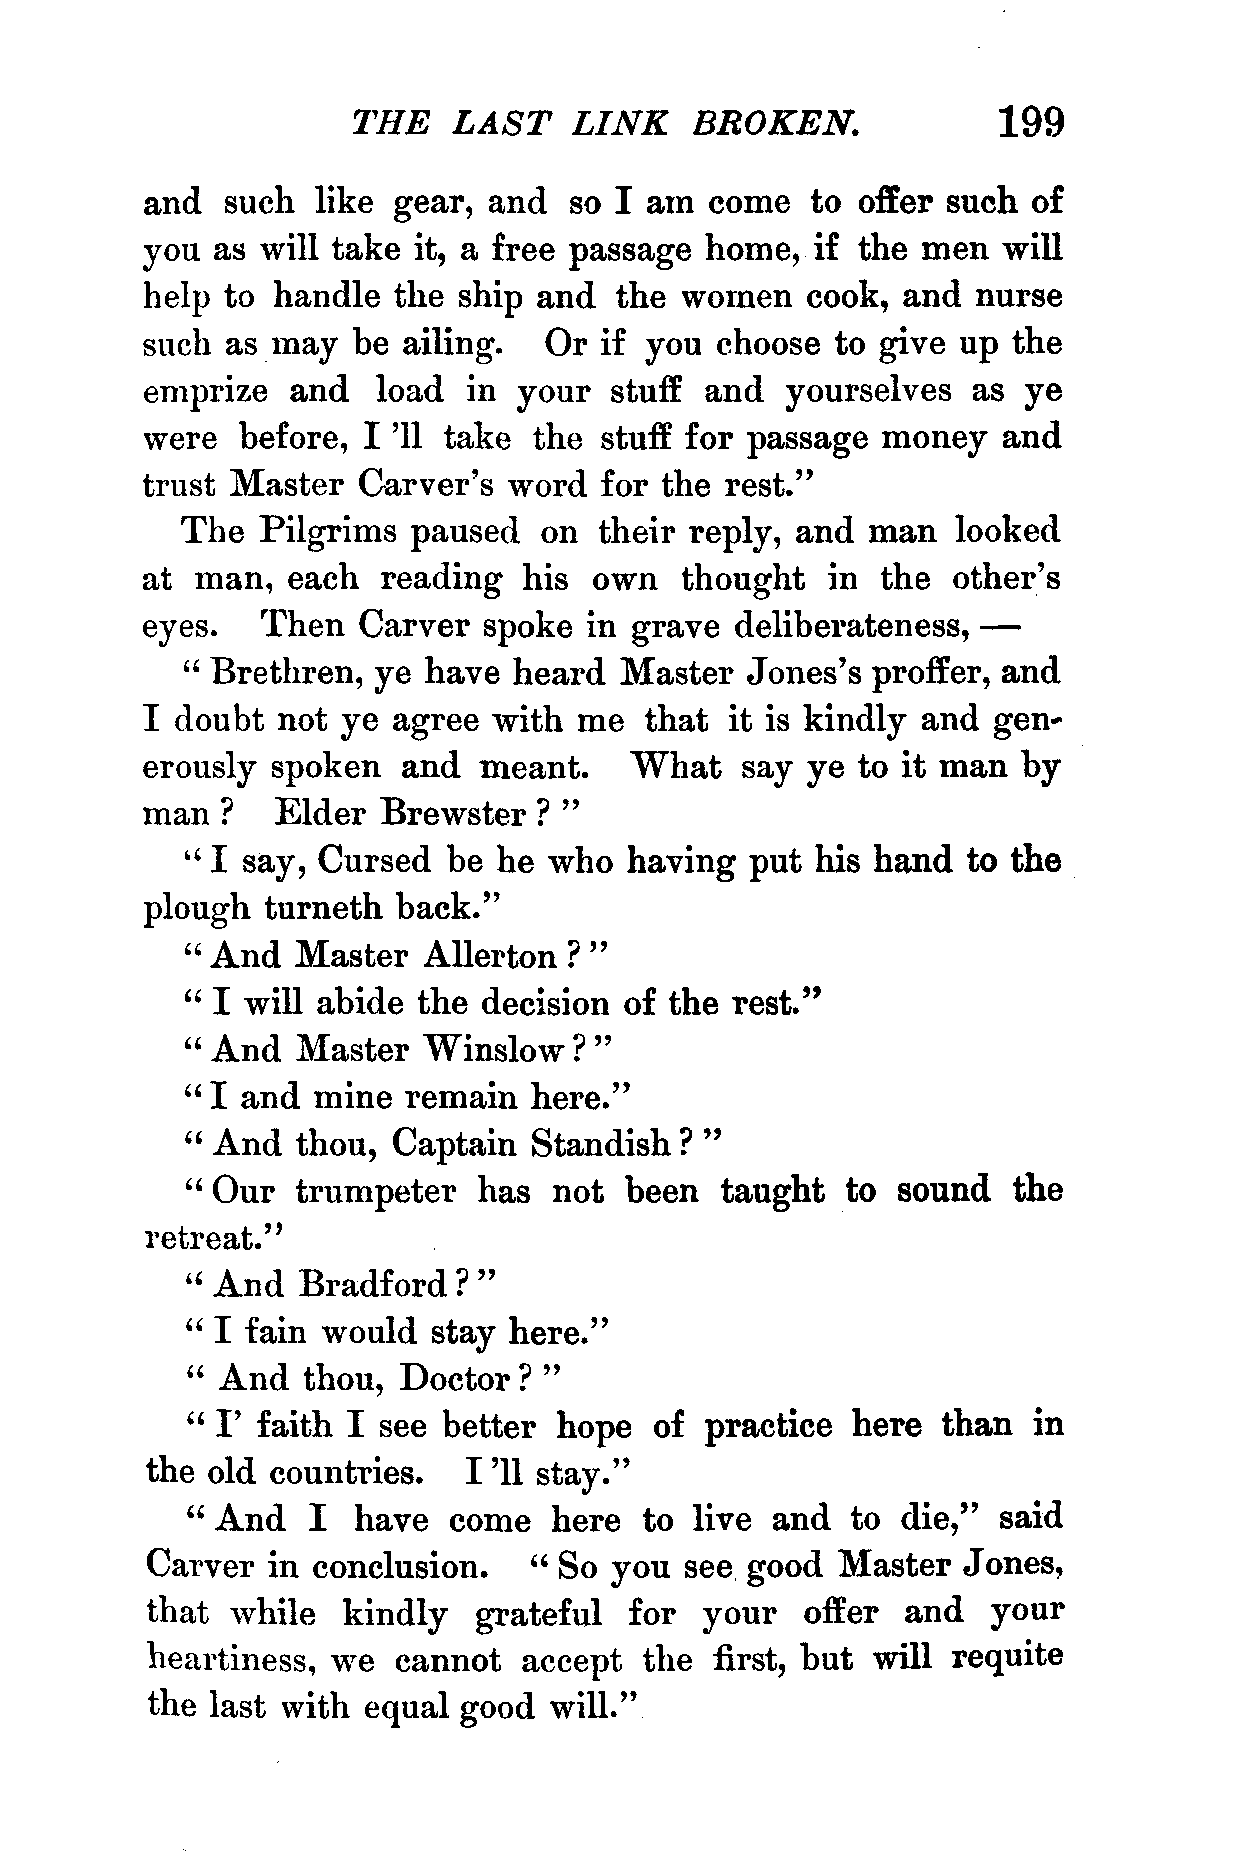 THE LAST LINK BROKEN. 199
and such like gear, and so I am come to offer such of
you as will take it, a free passage home, if the men will
help to handle the ship and the women cook, and nurse
such as may be ailing. Or if you choose to give up the
emprize and load in your stuff and yourselves as ye
were before, I 'll take the stuff for passage money and
trust Master Carver's word for the rest."
The Pilgrims paused on their reply, and man looked
at man, each reading his own thought in the other's
eyes. Then Carver spoke in grave deliberateness, —
" Brethren, ye have heard Master Jones's proffer, and
I doubt not ye agree with me that it is kindly and gen-
erously spoken and meant. What say ye to it man by
man ? Elder Brewster ? "
" I say, Cursed be he who having put his hand to the
plough turneth back."
" And Master Allerton ? "
" I will abide the decision of the rest."
" And Master Winslow ? "
" I and mine remain here."
" And thou, Captain Standish ? "
" Our trumpeter has not been taught to sound the
retreat."
" And Bradford ? "
" I fain would stay here."
" And thou, Doctor ? "
" I' faith I see better hope of practice here than in
the old countries. I 'll stay."
" And I have come here to live and to die," said
Carver in conclusion. " So you see good Master Jones,
that while kindly grateful for your offer and your
heartiness, we cannot accept the first, but will requite
the last with equal good will."